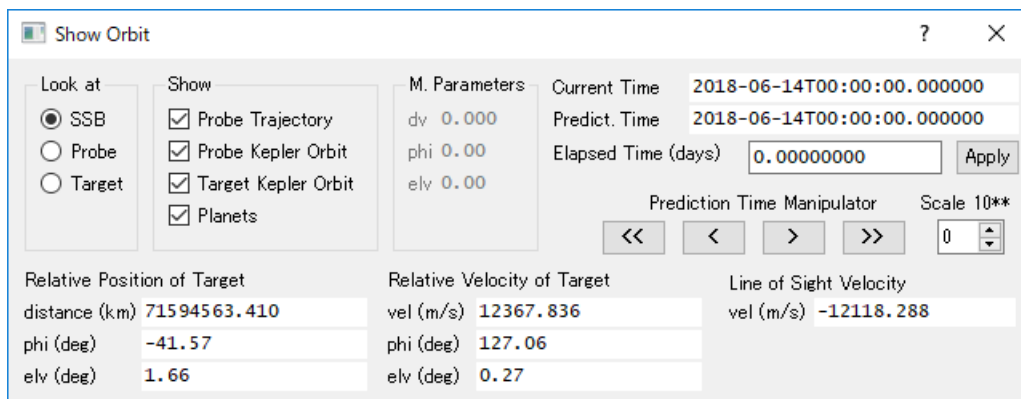 Show Orbit ? ×
Look at
SSB
Probe
Target
Show
Probe Trajectory
Probe Kepler Orbit
Target Kepler Orbit
Planets
M. Parameters
dv 0.000
phi 0.00
elv 0.00
Current Time 2018-06-14T00:00:00.000000
Predict. Time 2018-06-14T00:00:00.000000
Elapsed Time (days) 0.00000000 Apply
Prediction Time Manipulator Scale 10**
<< < > >> 0
Relative Position of Target
distance (km) 71594563.410
phi (deg) -41.57
elv (deg) 1.66
Relative Velocity of Target
vel (m/s) 12367.836
phi (deg) 127.06
elv (deg) 0.27
Line of Sight Velocity
vel (m/s) -12118.288